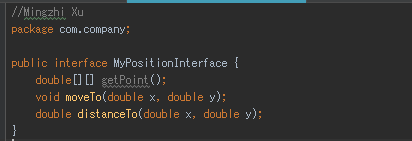 //Mingzhi Xu
package com.company;
public interface MyPositionInterface {
double[][] getPoint();
void moveTo(double x, double y);
double distanceTo(double x, double y);
}